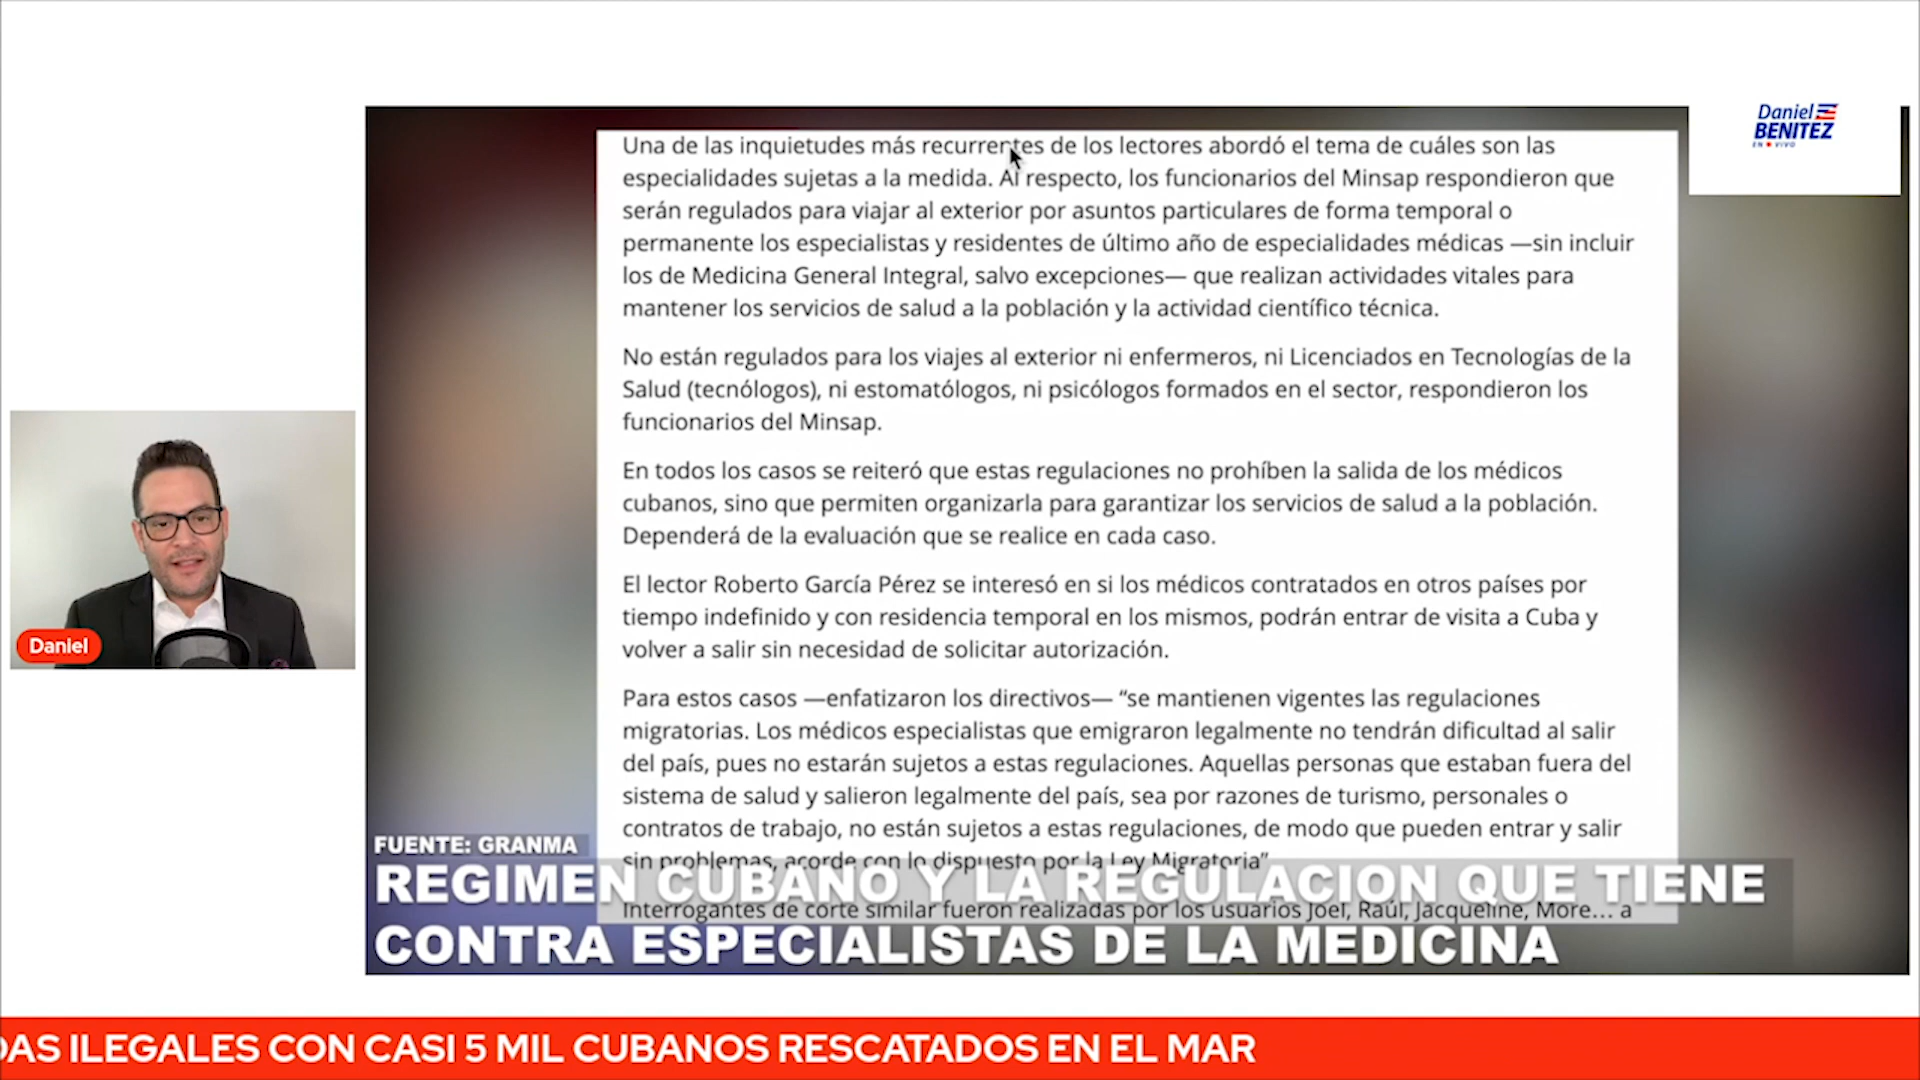 Daniel
BENITEZ
EN VIVO
Una de las inquietudes más recurrentes de los lectores abordó el tema de cuáles son las
especialidades sujetas a la medida. Al respecto, los funcionarios del Minsap respondieron que
serán regulados para viajar al exterior por asuntos particulares de forma temporal o
permanente los especialistas y residentes de último año de especialidades médicas —sin incluir
los de Medicina General Integral, salvo excepciones— que realizan actividades vitales para
mantener los servicios de salud a la población y la actividad científico técnica.
No están regulados para los viajes al exterior ni enfermeros, ni Licenciados en Tecnologías de la
Salud (tecnólogos), ni estomatólogos, ni psicólogos formados en el sector, respondieron los
funcionarios del Minsap.
En todos los casos se reiteró que estas regulaciones no prohíben la salida de los médicos
cubanos, sino que permiten organizarla para garantizar los servicios de salud a la población.
Dependerá de la evaluación que se realice en cada caso.
El lector Roberto García Pérez se interesó en si los médicos contratados en otros países por
tiempo indefinido y con residencia temporal en los mismos, podrán entrar de visita a Cuba y
volver a salir sin necesidad de solicitar autorización.
Para estos casos —enfatizaron los directivos— “se mantienen vigentes las regulaciones
migratorias. Los médicos especialistas que emigraron legalmente no tendrán dificultad al salir
del país, pues no estarán sujetos a estas regulaciones. Aquellas personas que estaban fuera del
sistema de salud y salieron legalmente del país, sea por razones de turismo, personales o
contratos de trabajo, no están sujetos a estas regulaciones, de modo que pueden entrar y salir
sin problemas, acorde con lo dispuesto por la Ley Migratoria”
Interrogantes de corte similar fueron realizadas por los usuarios Joel, Raúl, Jacqueline, More… a
Daniel
FUENTE: GRANMA
REGIMEN CUBANO Y LA REGULACION QUE TIENE
CONTRA ESPECIALISTAS DE LA MEDICINA
DAS ILEGALES CON CASI 5 MIL CUBANOS RESCATADOS EN EL MAR